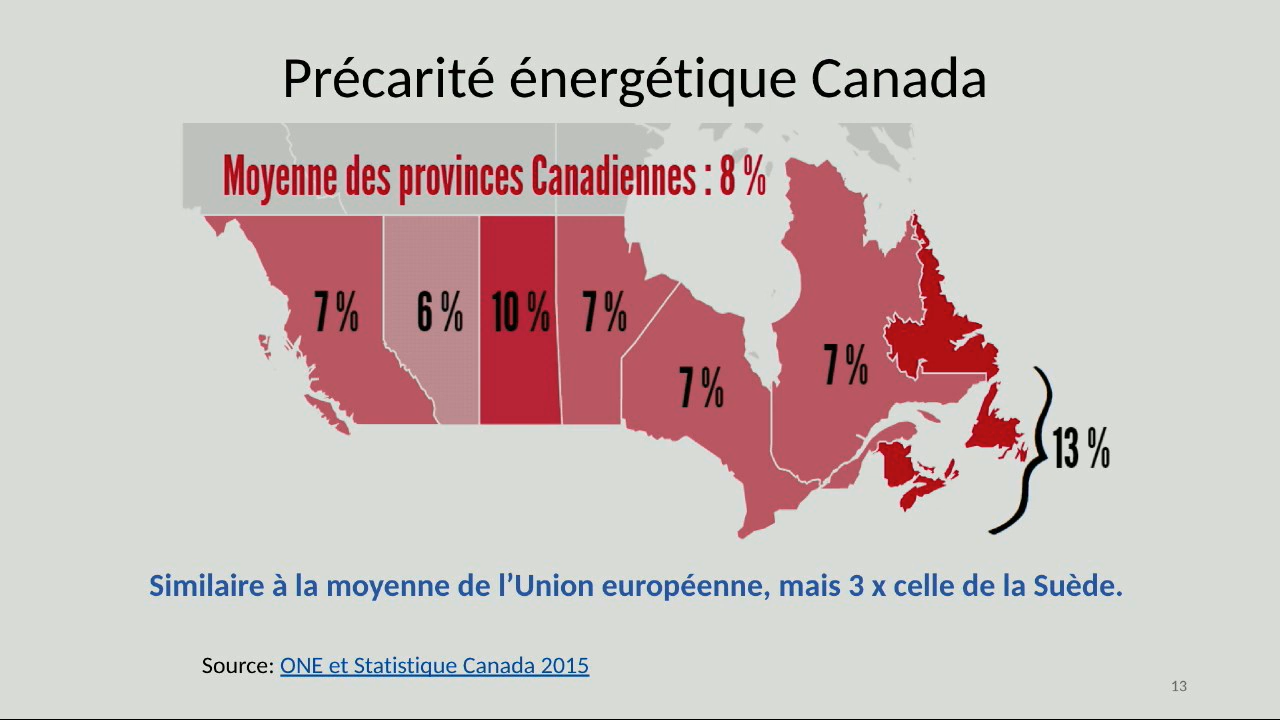 Précarité énergétique Canada
Moyenne des provinces Canadiennes : 8 %
7 %
6 %
10 %
7 %
7 %
7 %
13 %
Similaire à la moyenne de l’Union européenne, mais 3 x celle de la Suède.
Source: ONE et Statistique Canada 2015
13